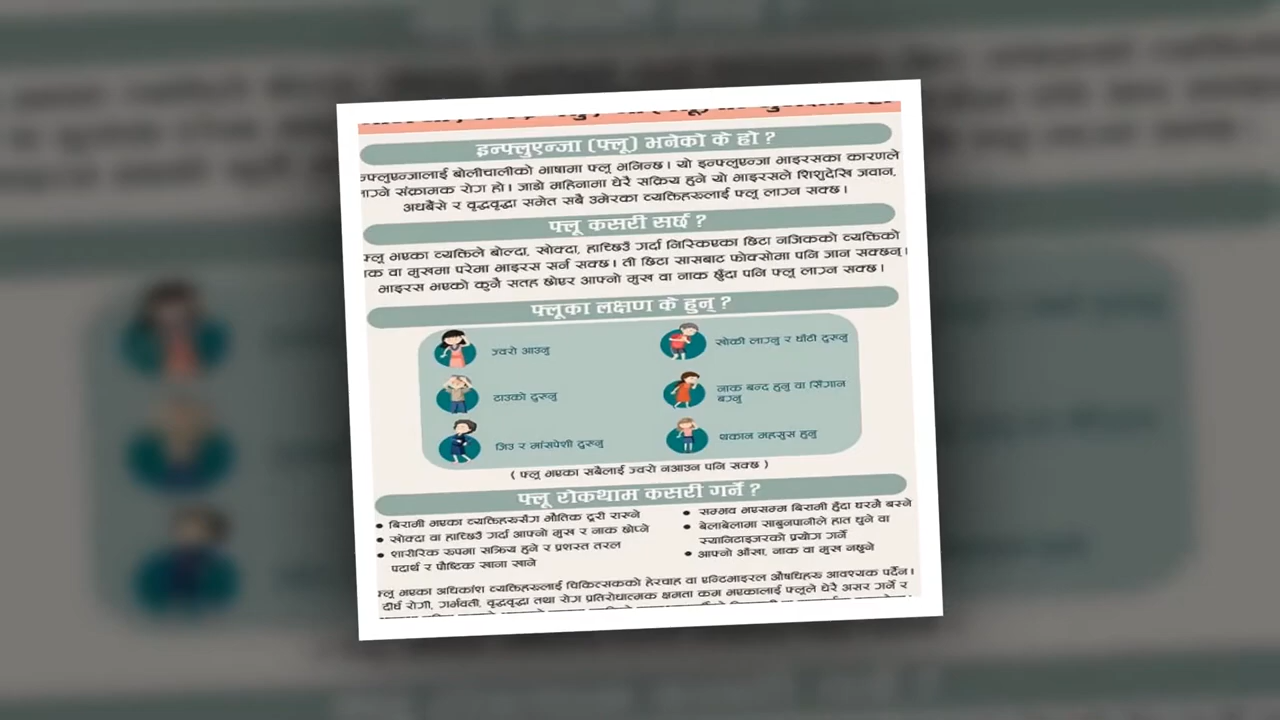 इन्फ्लुएन्जा (फ्लू) भनेको के हो ?
न्फ्लुएन्जालाई बोलीचालीको भाषामा फ्लू भनिन्छ । यो इन्फ्लुएन्जा भाइरसका कारणले
लाग्ने संक्रामक रोग हो । जाडो महिनामा धेरै सक्रिय हुने यो भाइरसले शिशुदेखि जवान,
अधबैंसे र वृद्धवृद्धा समेत सबै उमेरका व्यक्तिहरूलाई फ्लू लाग्न सक्छ ।
फ्लू कसरी सर्छ ?
फ्लू भएका व्यक्तिले बोल्दा, खोक्दा, हाच्छिउँ गर्दा निस्किएका छिटा नजिकको व्यक्तिको
नाक वा मुखमा परेमा भाइरस सर्न सक्छ । ती छिटा सासबाट फोक्सोमा पनि जान सक्छन् ।
भाइरस भएको कुनै सतह छोएर आफ्नो मुख वा नाक छुँदा पनि फ्लू लाग्न सक्छ ।
फ्लूका लक्षण के हुन् ?
ज्वरो आउनु
खोकी लाग्नु र घाँटी दुख्नु
टाउको दुख्नु
नाक बन्द हुनु वा सिँगान
बग्नु
जिउ र मांसपेशी दुख्नु
थकान महसुस हुनु
( फ्लू भएका सबैलाई ज्वरो नआउन पनि सक्छ )
फ्लू रोकथाम कसरी गर्ने ?
• बिरामी भएका व्यक्तिहरूसँग भौतिक दूरी राख्ने
• खोक्दा वा हाच्छिउँ गर्दा आफ्नो मुख र नाक छोप्ने
• शारीरिक रूपमा सक्रिय हुने र प्रशस्त तरल
पदार्थ र पौष्टिक खाना खाने
• सम्भव भएसम्म बिरामी हुँदा घरमै बस्ने
• बेलाबेलामा साबुनपानीले हात धुने वा
स्यानिटाइजरको प्रयोग गर्ने
• आफ्नो आँखा, नाक वा मुख नछुने
फ्लू भएका अधिकांश व्यक्तिहरूलाई चिकित्सकको हेरचाह वा एन्टिभाइरल औषधिहरू आवश्यक पर्दैन ।
दीर्घ रोगी, गर्भवती, वृद्धवृद्धा तथा रोग प्रतिरोधात्मक क्षमता कम भएकालाई फ्लूले धेरै असर गर्ने र